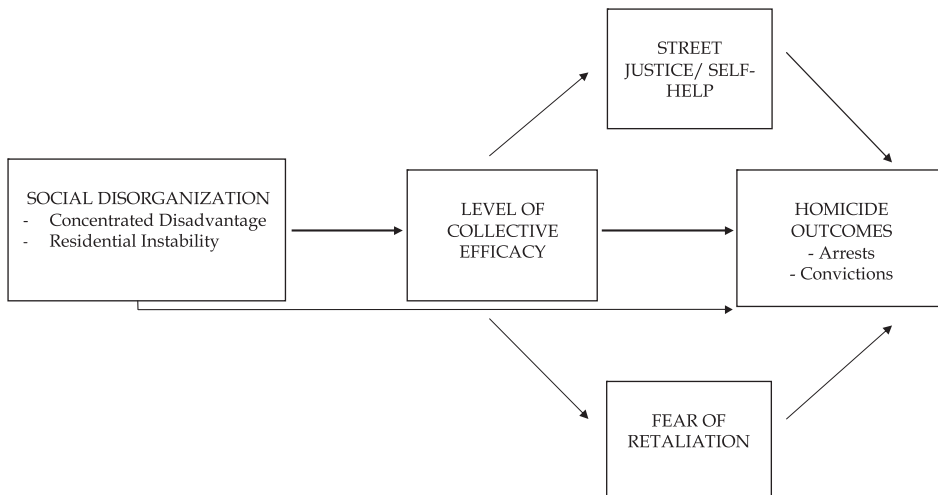 STREET
JUSTICE/ SELF-
HELP
SOCIAL DISORGANIZATION
- Concentrated Disadvantage
- Residential Instability
LEVEL OF
COLLECTIVE
EFFICACY
HOMICIDE
OUTCOMES
- Arrests
- Convictions
FEAR OF
RETALIATION